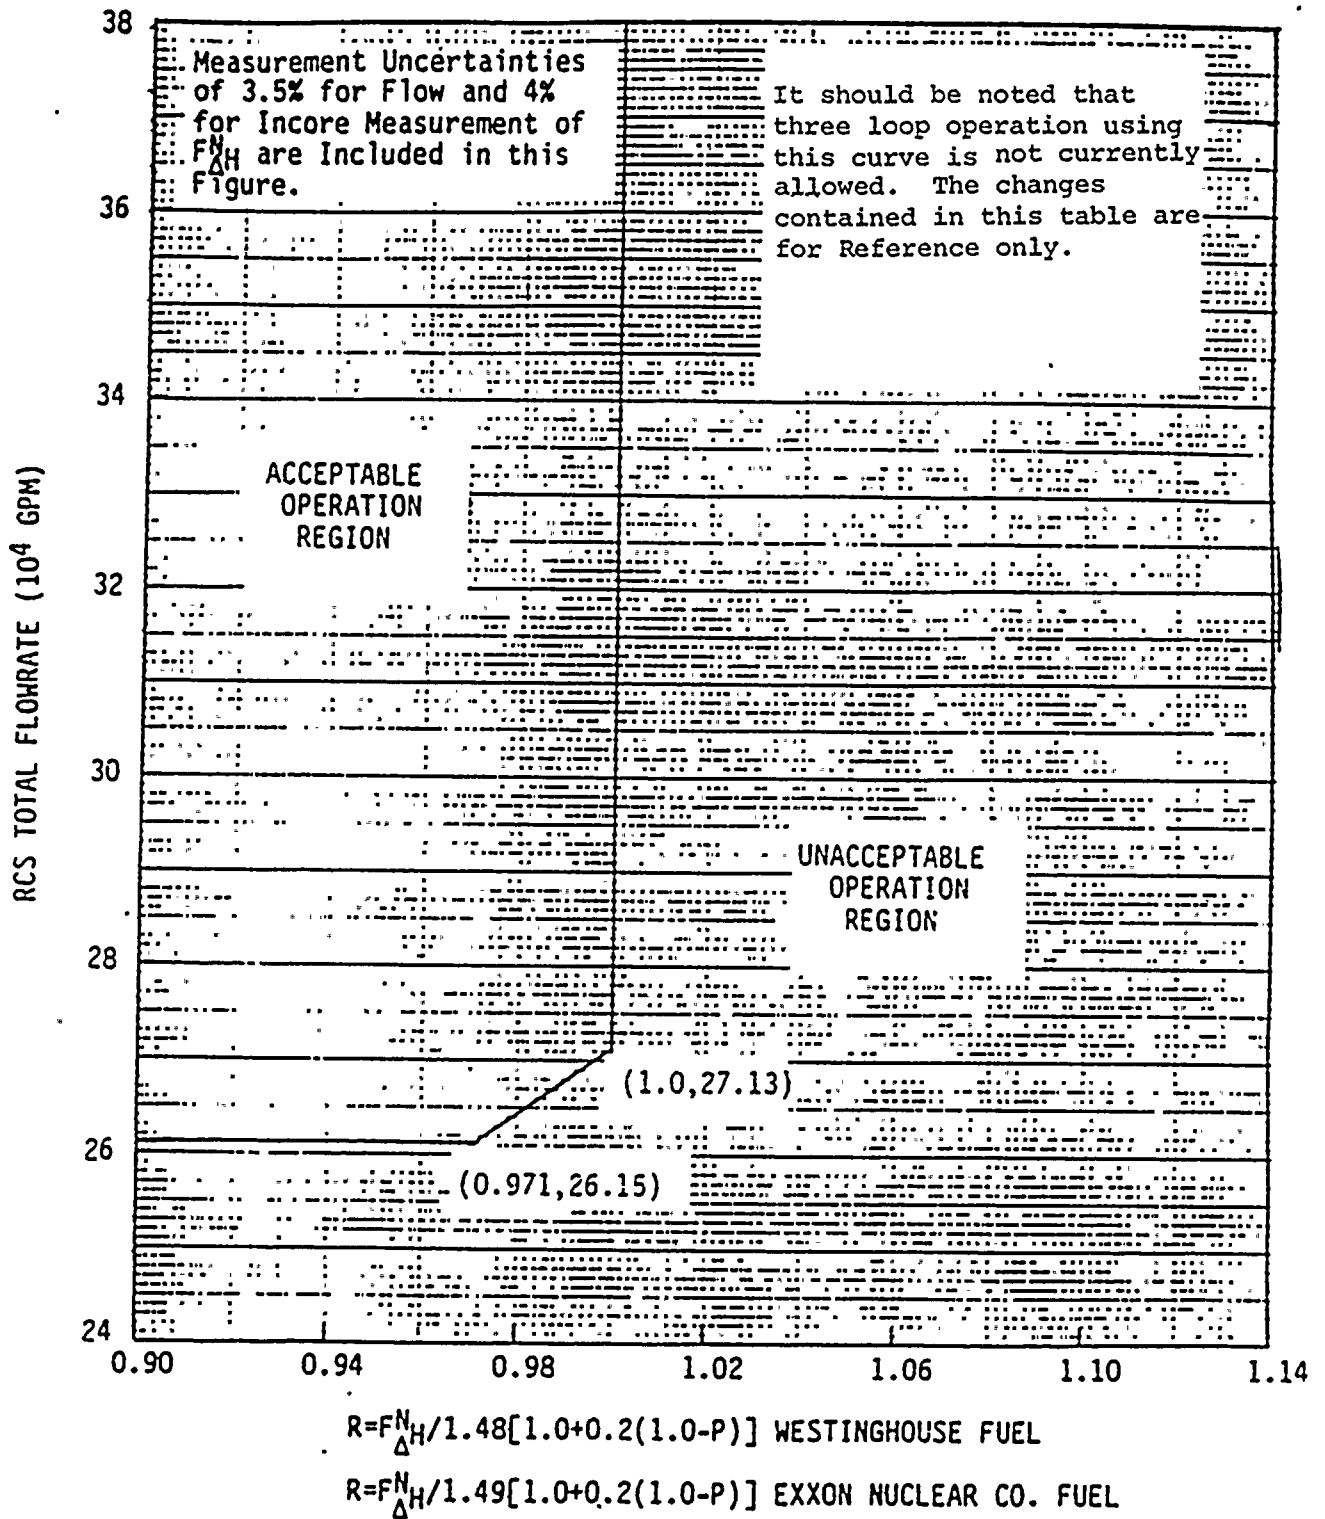 Measurement Uncertainties
of 3.5% for Flow and 4%
for Incore Measurement of
F^N_ΔH are Included in this
Figure.
It should be noted that
three loop operation using
this curve is not currently
allowed. The changes
contained in this table are
for Reference only.
38
36
34
32
30
28
26
24
RCS TOTAL FLOWRATE (10^4 GPM)
ACCEPTABLE
OPERATION
REGION
UNACCEPTABLE
OPERATION
REGION
(1.0,27.13)
(0.971,26.15)
0.90 0.94 0.98 1.02 1.06 1.10 1.14
R=F^N_ΔH/1.48[1.0+0.2(1.0-P)] WESTINGHOUSE FUEL
R=F^N_ΔH/1.49[1.0+0.2(1.0-P)] EXXON NUCLEAR CO. FUEL